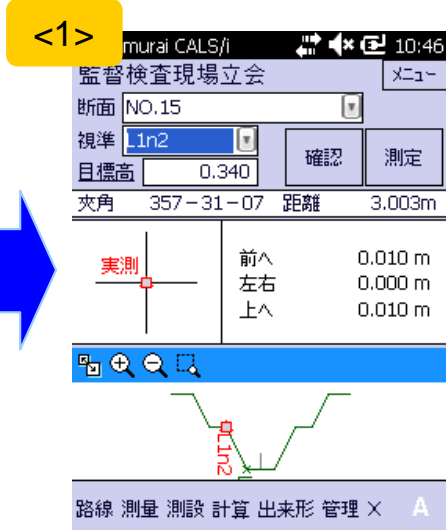 <1>
murai CALS/i 10:46
監督検査現場立会 メニュー
断面 NO.15
視準 L1n2
確認 測定
目標高 0.340
夾角 357-31-07 距離 3.003m
実測
前へ 0.010 m
左右 0.000 m
上へ 0.010 m
L1n2
路線 測量 測設 計算 出来形 管理 × A